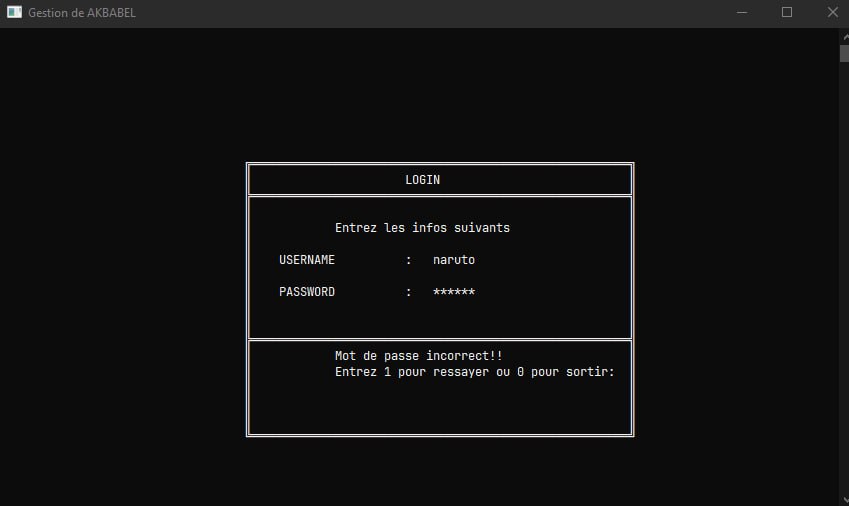 Gestion de AKBABEL
LOGIN
Entrez les infos suivants
USERNAME : naruto
PASSWORD : ******
Mot de passe incorrect!!
Entrez 1 pour ressayer ou 0 pour sortir: